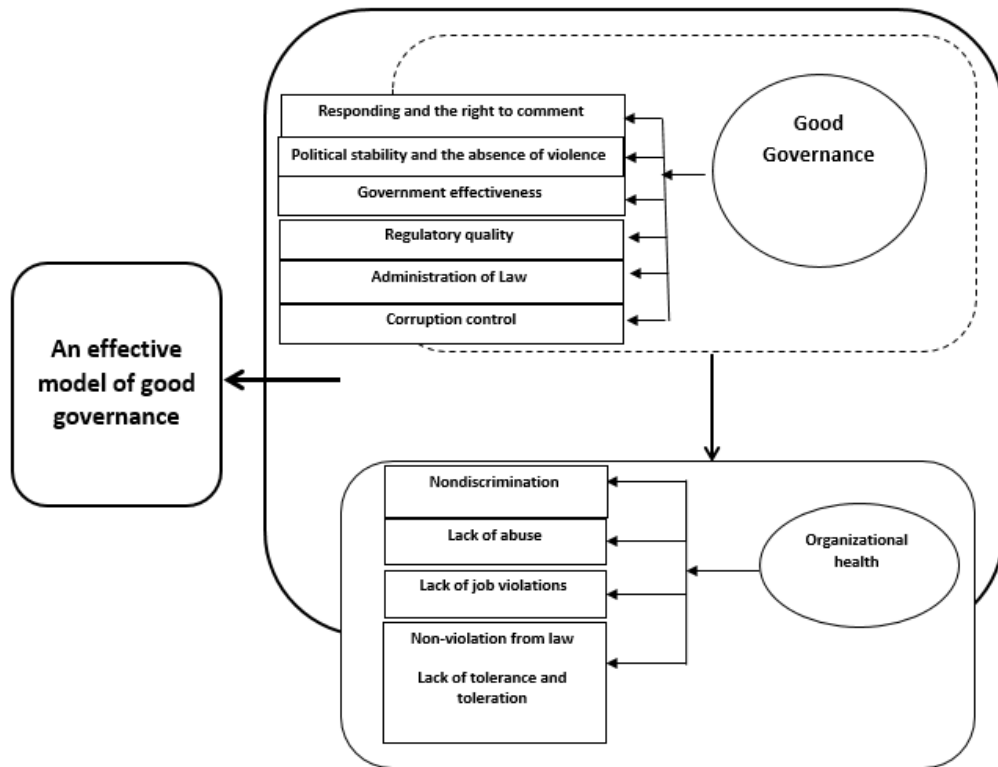 Responding and the right to comment
Political stability and the absence of violence
Government effectiveness
Regulatory quality
Administration of Law
Corruption control
Good
Governance
An effective
model of good
governance
Nondiscrimination
Lack of abuse
Lack of job violations
Non-violation from law
Lack of tolerance and
toleration
Organizational
health